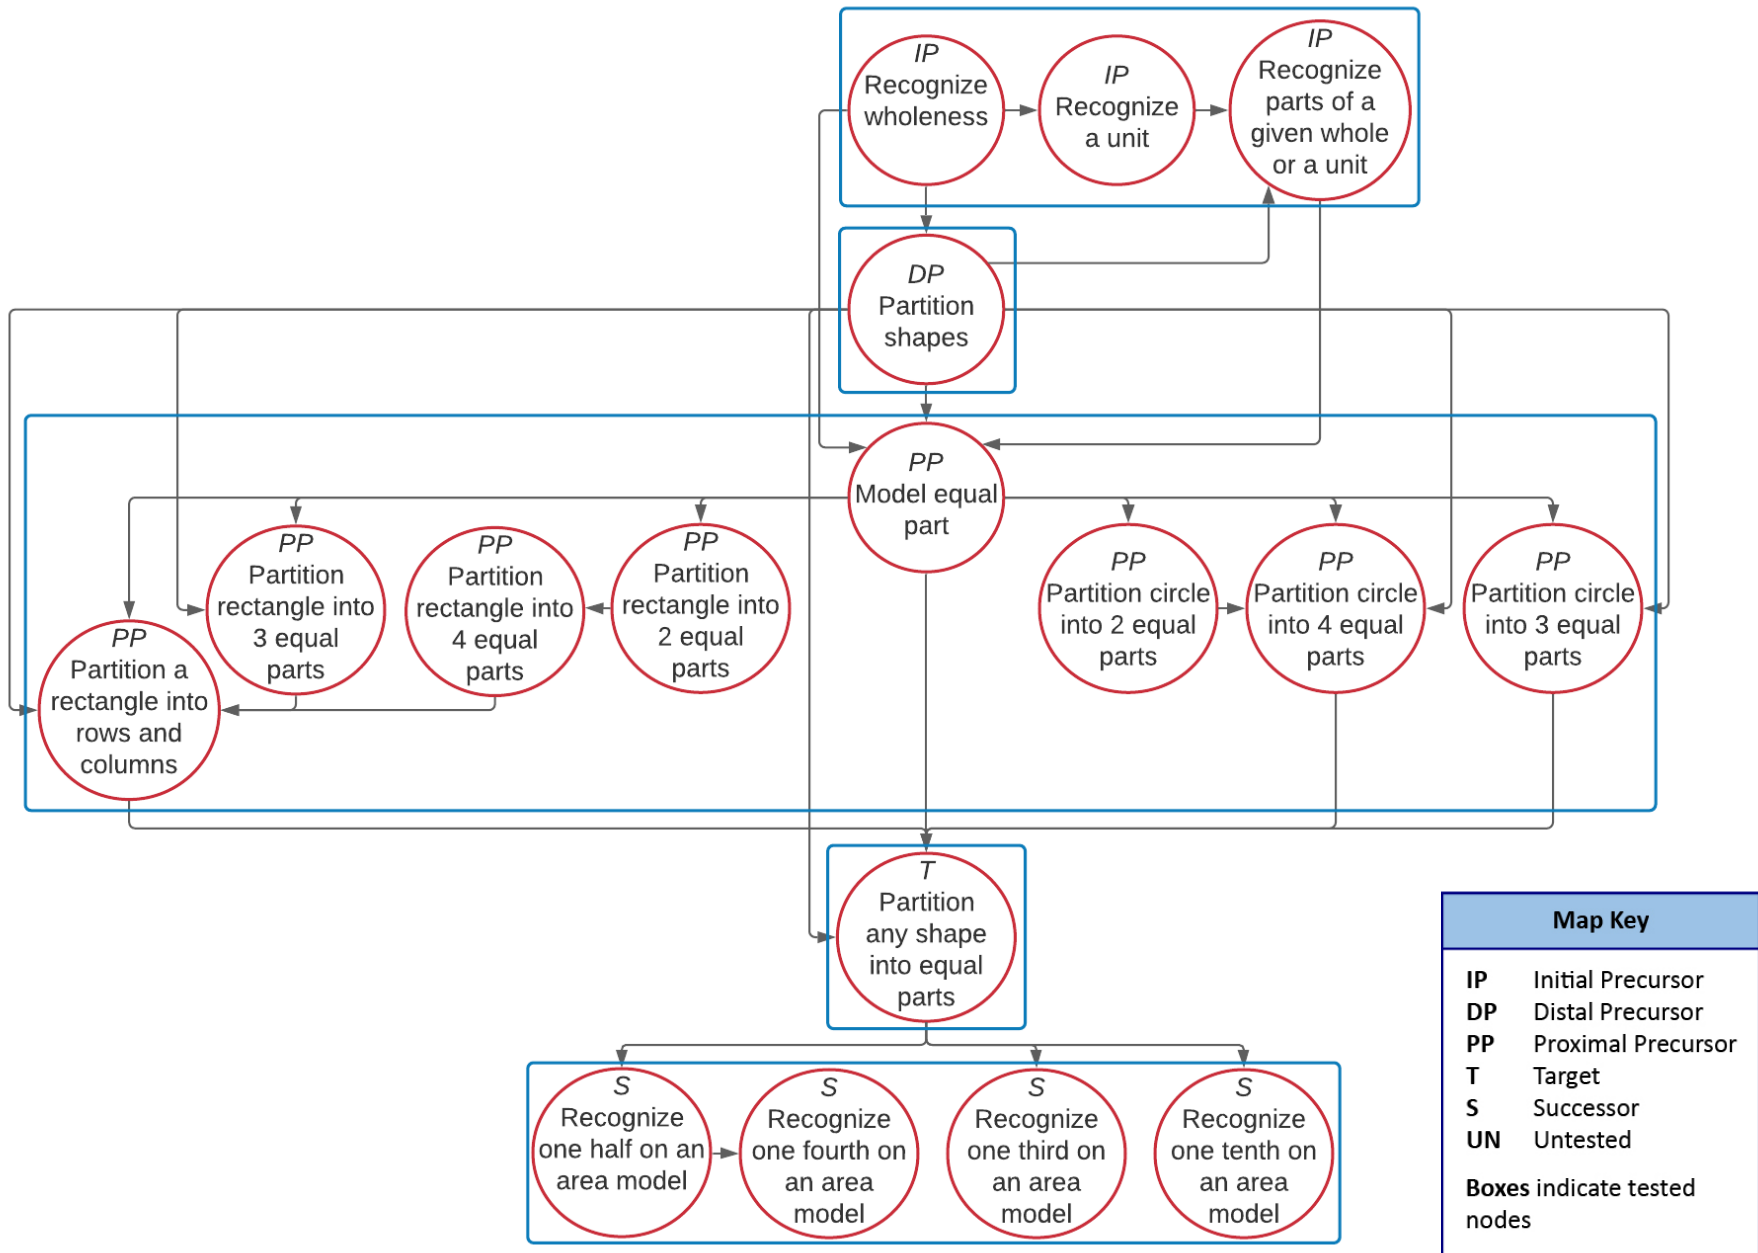 IP
Recognize
wholeness
IP
Recognize
a unit
IP
Recognize
parts of a
given whole
or a unit
DP
Partition
shapes
PP
Model equal
part
PP
Partition a
rectangle into
rows and
columns
PP
Partition
rectangle into
3 equal
parts
PP
Partition
rectangle into
4 equal
parts
PP
Partition
rectangle into
2 equal
parts
PP
Partition circle
into 2 equal
parts
PP
Partition circle
into 4 equal
parts
PP
Partition circle
into 3 equal
parts
T
Partition
any shape
into equal
parts
S
Recognize
one half on an
area model
S
Recognize
one fourth on
an area
model
S
Recognize
one third on
an area
model
S
Recognize
one tenth on
an area
model
Map Key
IP Initial Precursor
DP Distal Precursor
PP Proximal Precursor
T Target
S Successor
UN Untested
Boxes indicate tested
nodes